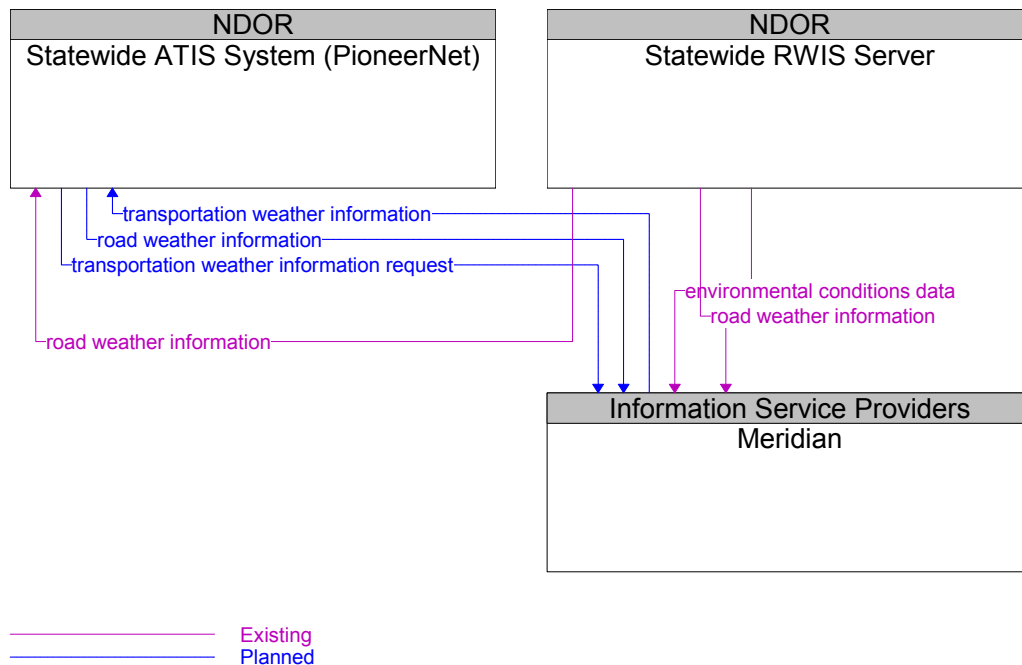 NDOR
Statewide ATIS System (PioneerNet)
NDOR
Statewide RWIS Server
transportation weather information
road weather information
transportation weather information request
environmental conditions data
road weather information
road weather information
Information Service Providers
Meridian
Existing
Planned